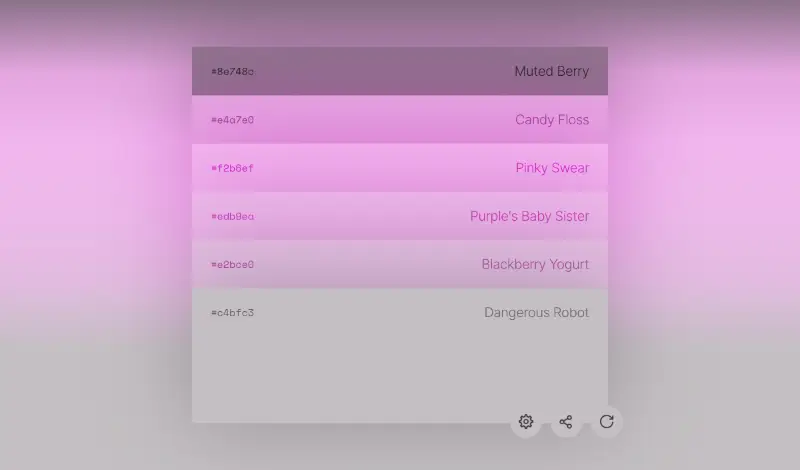 #8e748c Muted Berry
#e4a7e0 Candy Floss
#f2b6ef Pinky Swear
#edb9ea Purple's Baby Sister
#e2bce0 Blackberry Yogurt
#c4bfc3 Dangerous Robot